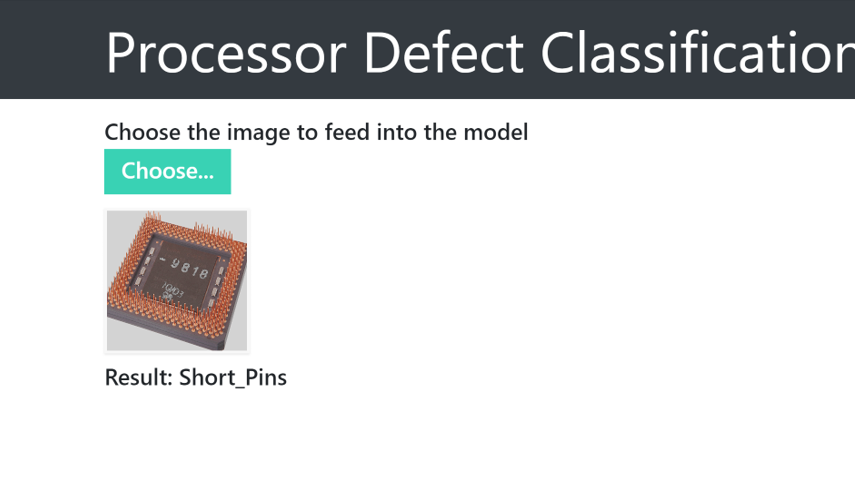 Processor Defect Classification
Choose the image to feed into the model
Choose...
-9818
Result: Short_Pins